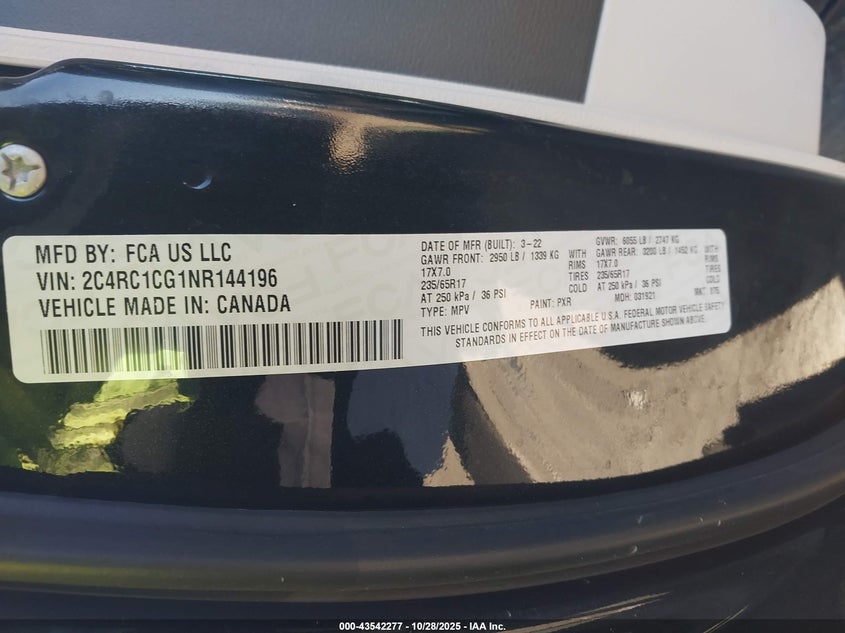 MFD BY: FCA US LLC
VIN: 2C4RC1CG1NR144196
VEHICLE MADE IN: CANADA
DATE OF MFR (BUILT): 3-22 GVWR: 6055 LB / 2747 KG
GAWR FRONT: 2950 LB / 1339 KG WITH GAWR REAR: 3200 LB / 1452 KG WITH
17X7.0 RIMS 17X7.0 RIMS
235/65R17 TIRES 235/65R17 TIRES
AT 250 kPa / 36 PSI COLD AT 250 kPa / 36 PSI COLD
TYPE: MPV PAINT: PXR MDH: 031921
THIS VEHICLE CONFORMS TO ALL APPLICABLE U.S.A. FEDERAL MOTOR VEHICLE SAFETY
STANDARDS IN EFFECT ON THE DATE OF MANUFACTURE SHOWN ABOVE.
000-43542277 - 10/28/2025 - IAA Inc.